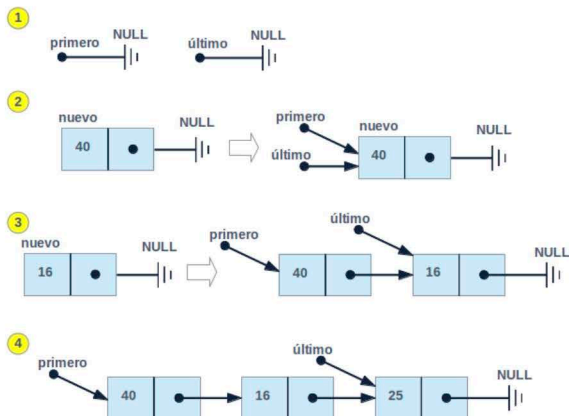 1
primero NULL último NULL
2
nuevo
40 NULL
primero nuevo NULL
último 40
3
nuevo
16 NULL
primero último NULL
40 16
4
primero último NULL
40 16 25